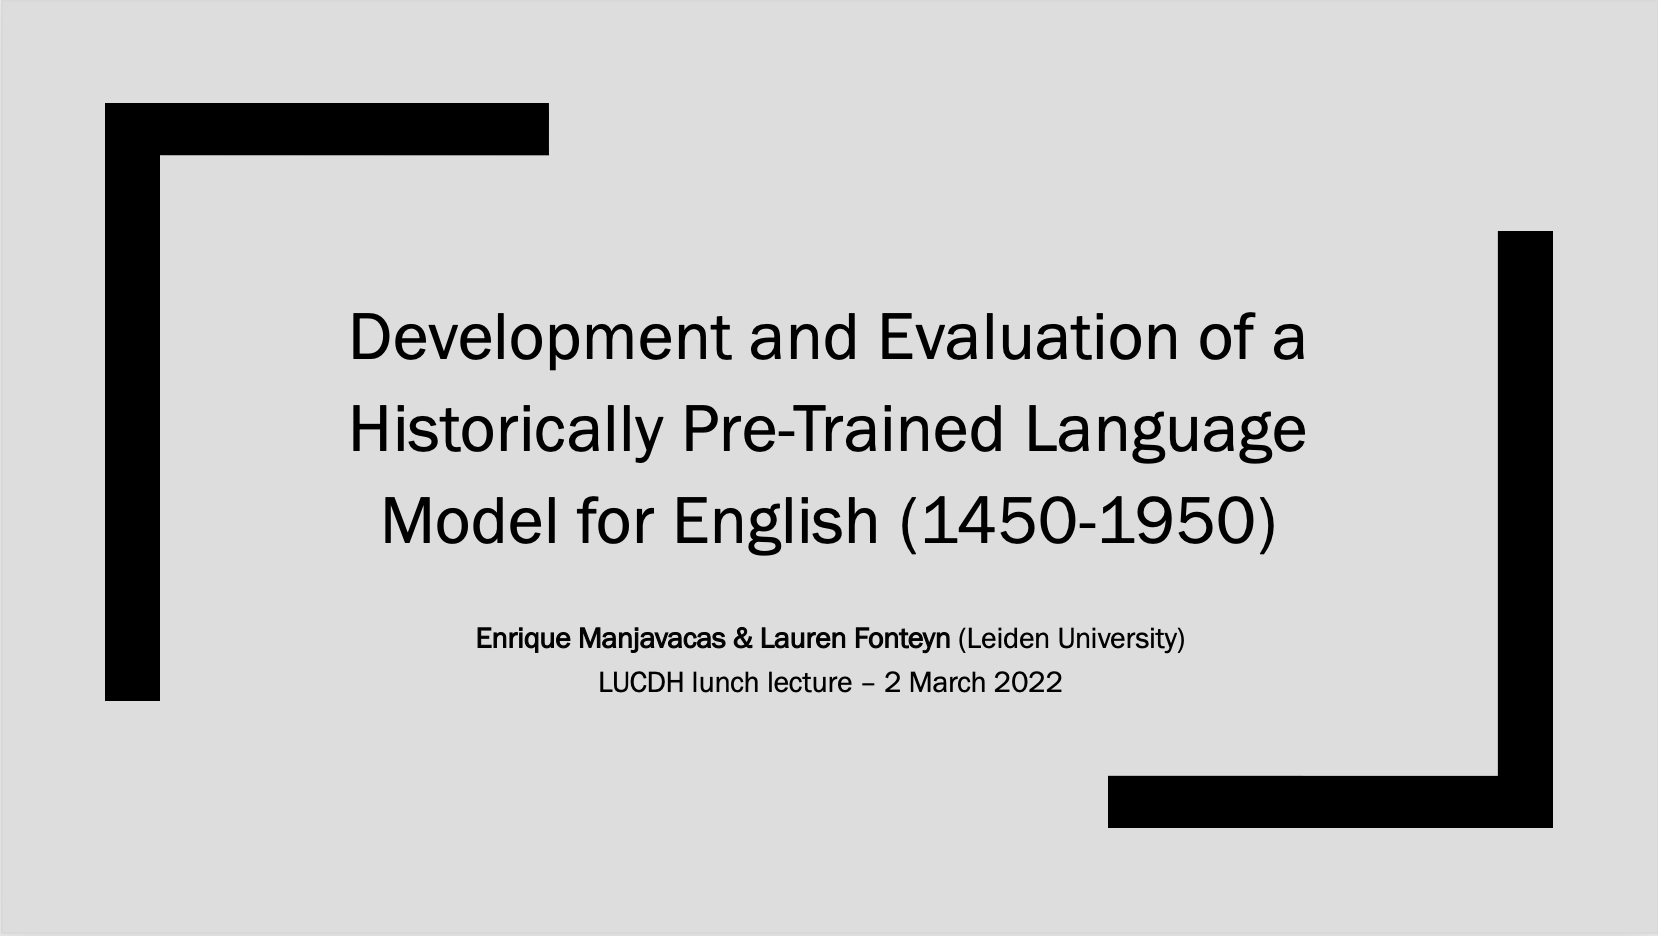 Development and Evaluation of a
Historically Pre-Trained Language
Model for English (1450-1950)
Enrique Manjavacas & Lauren Fonteyn (Leiden University)
LUCDH lunch lecture – 2 March 2022